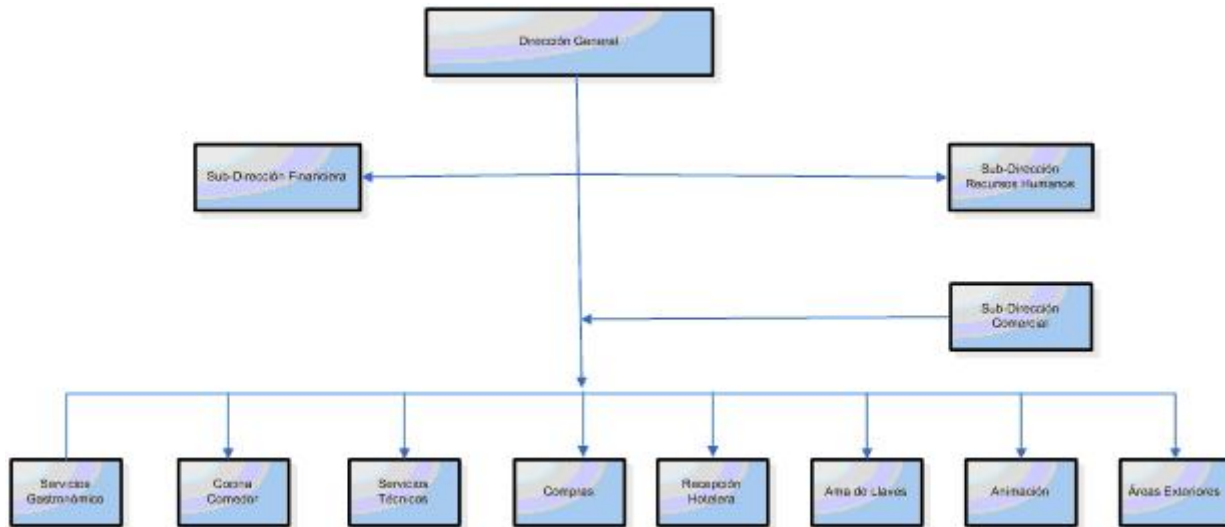 Dirección General
Sub-Dirección Financiera
Sub-Dirección
Recursos Humanos
Sub-Dirección
Comercial
Servicios
Gastronómico
Cocina
Comedor
Servicios
Técnicos
Compras
Recepción
Hotelera
Ama de Llaves
Animación
Áreas Exteriores